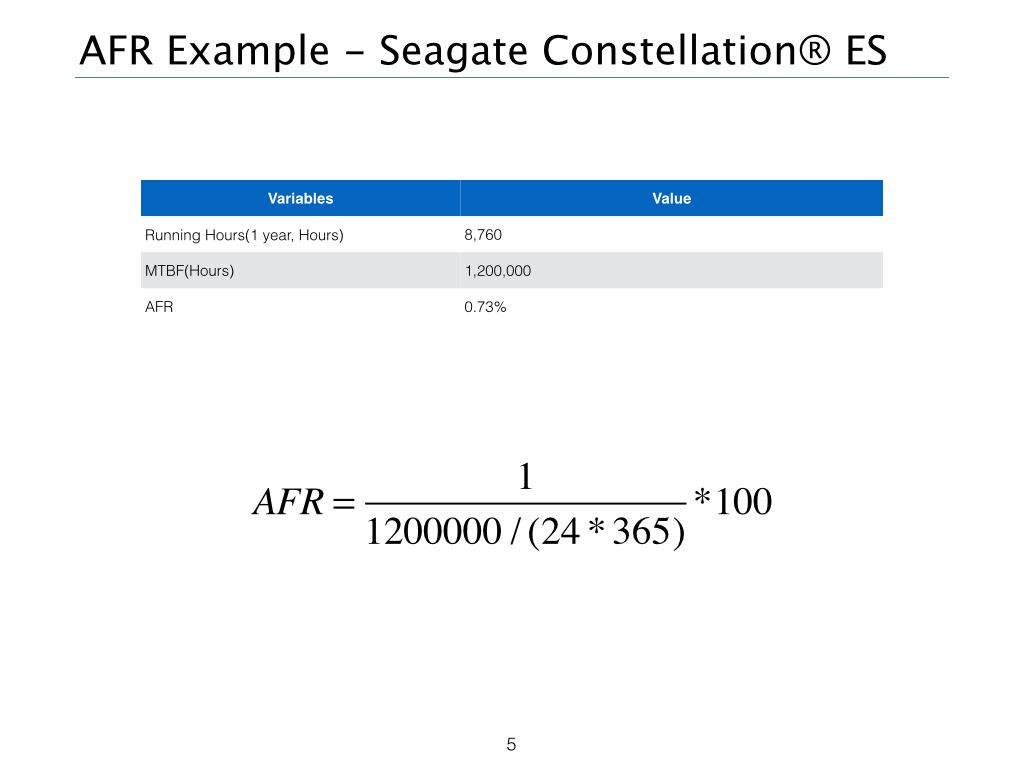 AFR Example – Seagate Constellation® ES
Variables Value
Running Hours(1 year, Hours) 8,760
MTBF(Hours) 1,200,000
AFR 0.73%
1
AFR = *100
1200000 / (24 * 365)
5